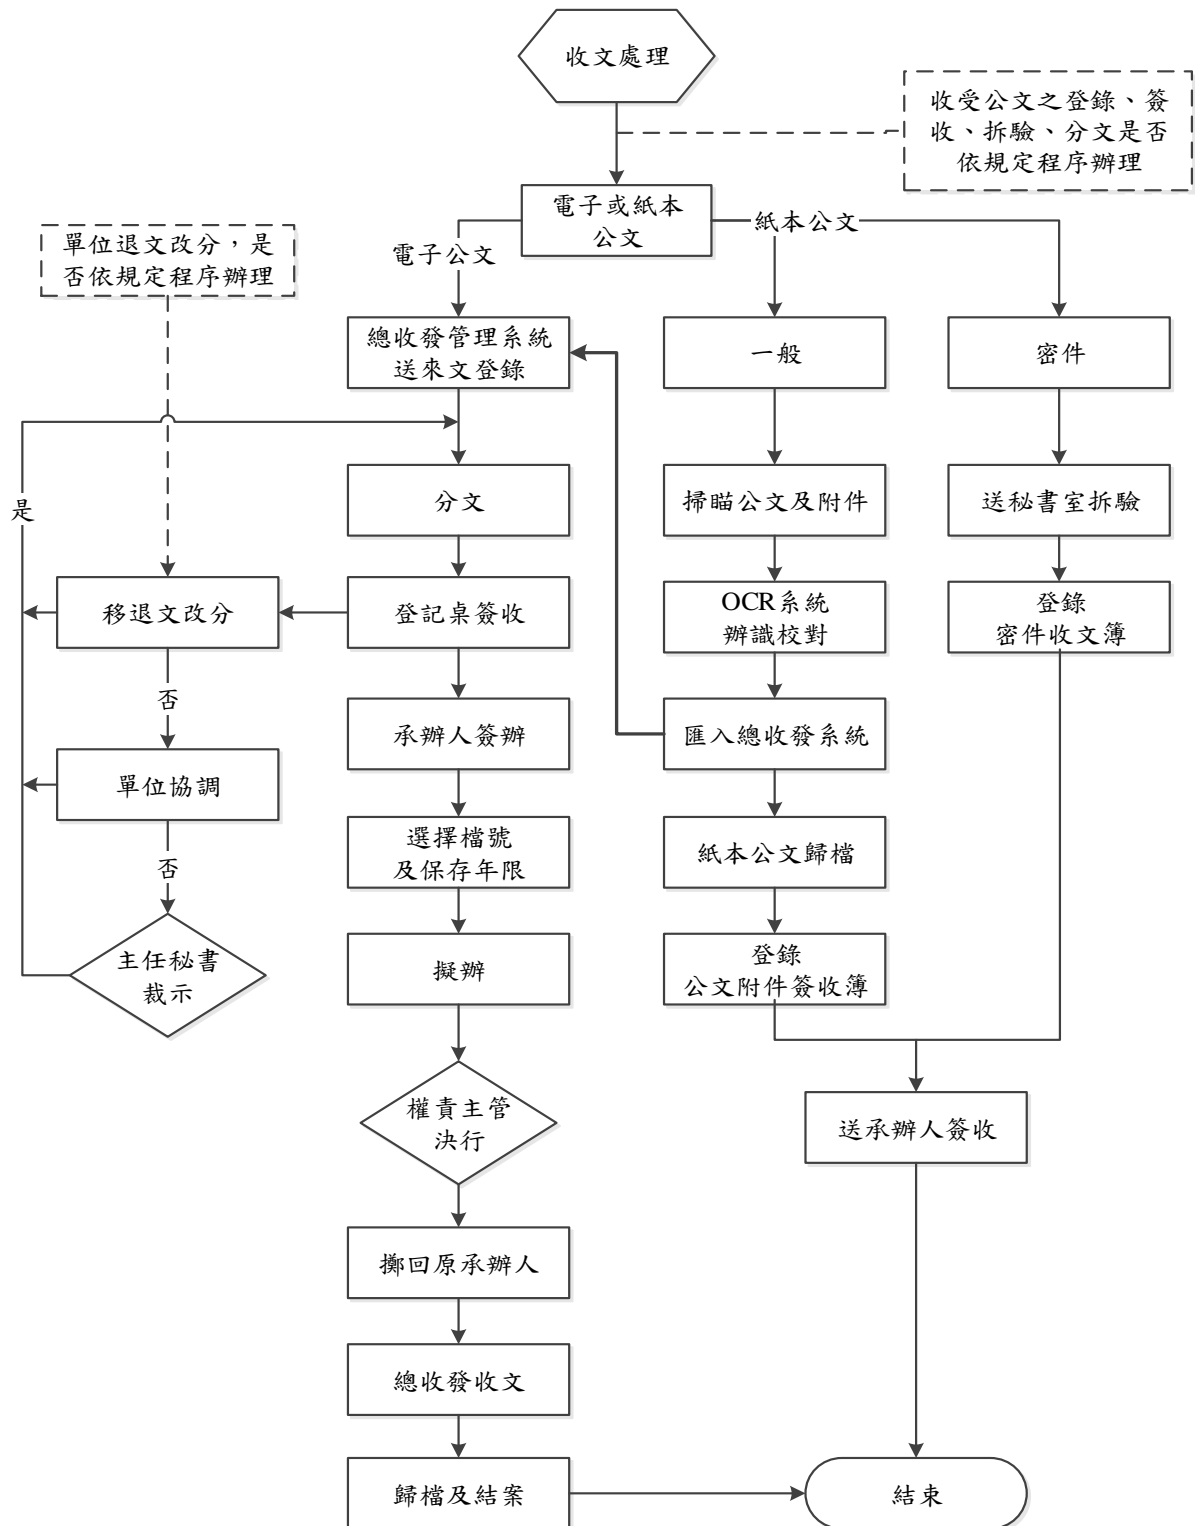 收文處理
收受公文之登錄、簽
收、拆驗、分文是否
依規定程序辦理
電子或紙本
公文
紙本公文
電子公文
單位退文改分，是
否依規定程序辦理
總收發管理系統
送來文登錄
一般
密件
分文
掃瞄公文及附件
送秘書室拆驗
是
移退文改分
登記桌簽收
OCR系統
辨識校對
登錄
密件收文簿
否
承辦人簽辦
匯入總收發系統
單位協調
選擇檔號
及保存年限
紙本公文歸檔
否
主任秘書
裁示
擬辦
登錄
公文附件簽收簿
權責主管
決行
送承辦人簽收
擲回原承辦人
總收發收文
歸檔及結案
結束